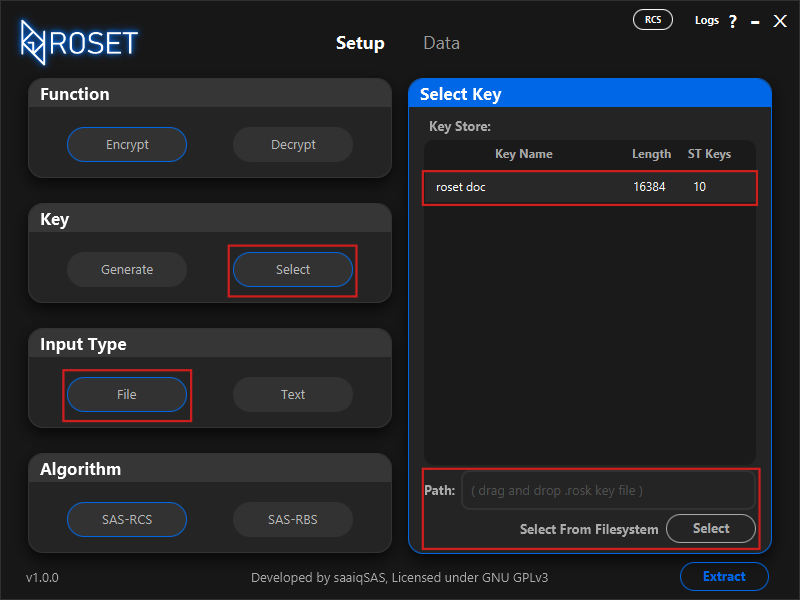 ROSET
Setup
Data
RCS
Logs ?
Function
Encrypt
Decrypt
Key
Generate
Select
Input Type
File
Text
Algorithm
SAS-RCS
SAS-RBS
Select Key
Key Store:
Key Name Length ST Keys
roset doc 16384 10
Path: ( drag and drop .rosk key file )
Select From Filesystem Select
v1.0.0
Developed by saaiqSAS, Licensed under GNU GPLv3
Extract